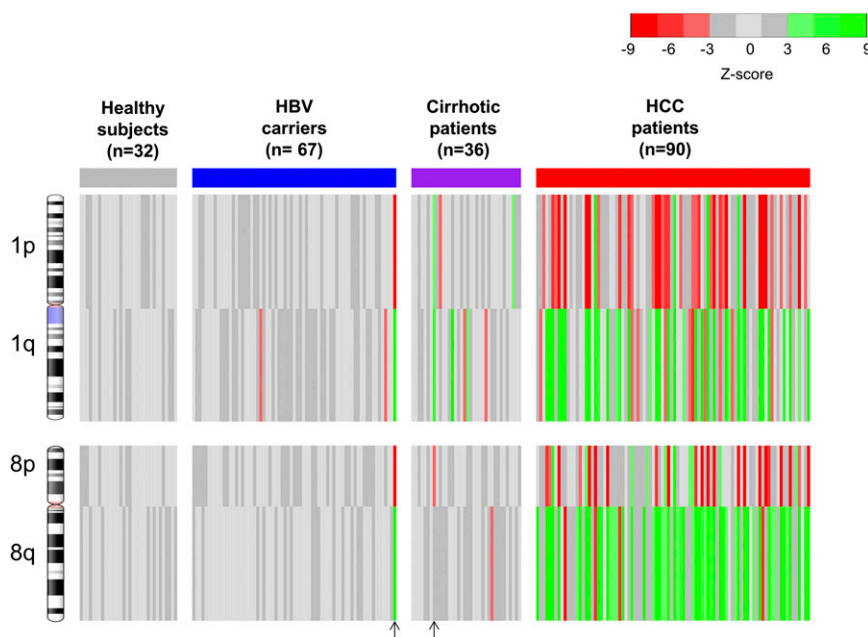 -9 -6 -3 0 3 6 9
Z-score
Healthy
subjects
(n=32)
HBV
carriers
(n= 67)
Cirrhotic
patients
(n=36)
HCC
patients
(n=90)
1p
1q
8p
8q